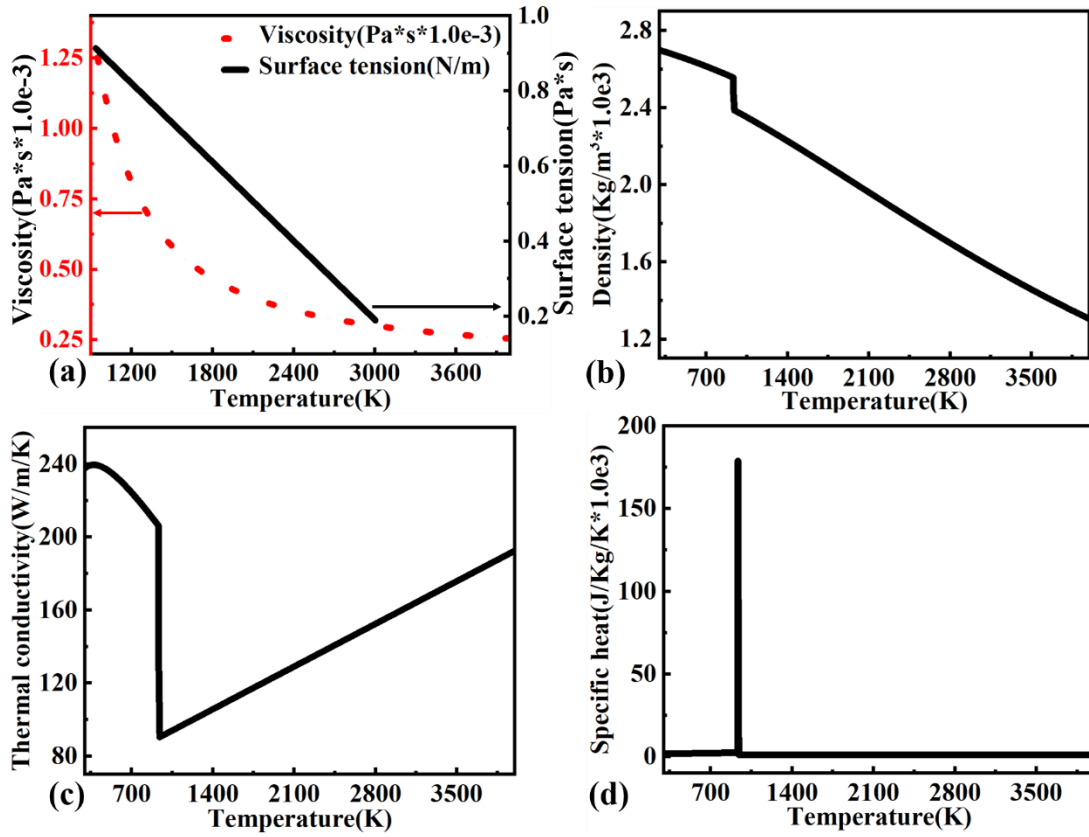 Viscosity(Pa*s*1.0e-3)
Surface tension(N/m)
Viscosity(Pa*s*1.0e-3)
1.25
1.00
0.75
0.50
0.25
1.0
0.8
0.6
0.4
0.2
Surface tension(Pa*s)
1200 1800 2400 3000 3600
(a)
Temperature(K)
Density(Kg/m³*1.0e3)
2.8
2.4
2.0
1.6
1.2
700 1400 2100 2800 3500
(b)
Temperature(K)
Thermal conductivity(W/m/K)
240
200
160
120
80
700 1400 2100 2800 3500
(c)
Temperature(K)
Specific heat(J/Kg/K*1.0e3)
200
150
100
50
0
700 1400 2100 2800 3500
(d)
Temperature(K)